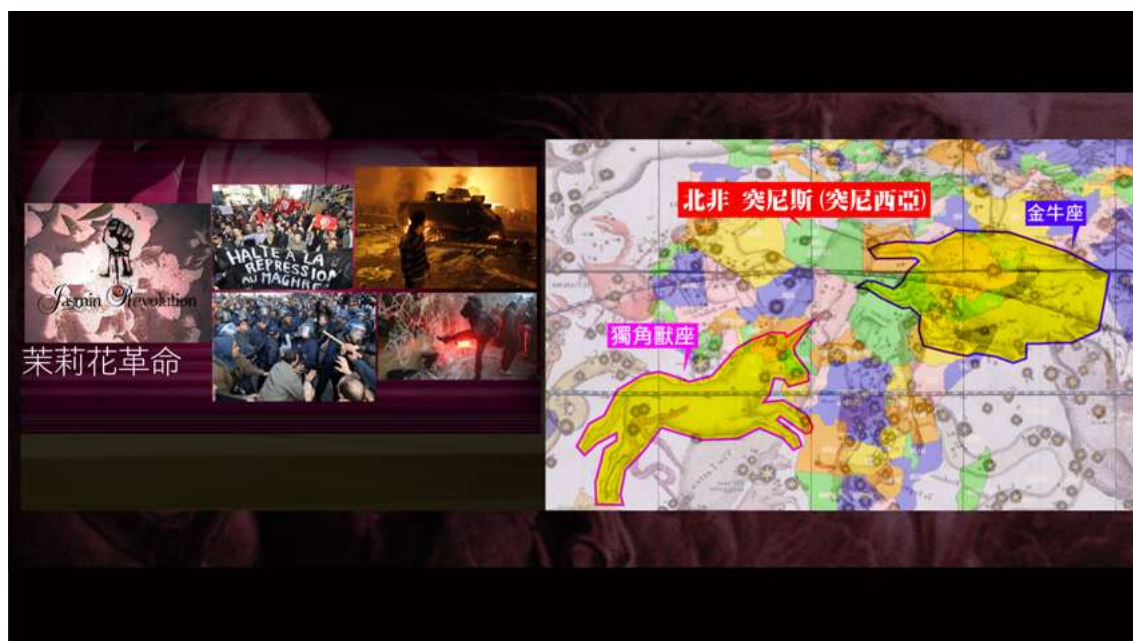 Jasmin Revolution
茉莉花革命
HALTE À LA
RÉPRESSION
AU MAGHREB
北非 突尼斯(突尼西亞)
金牛座
獨角獸座